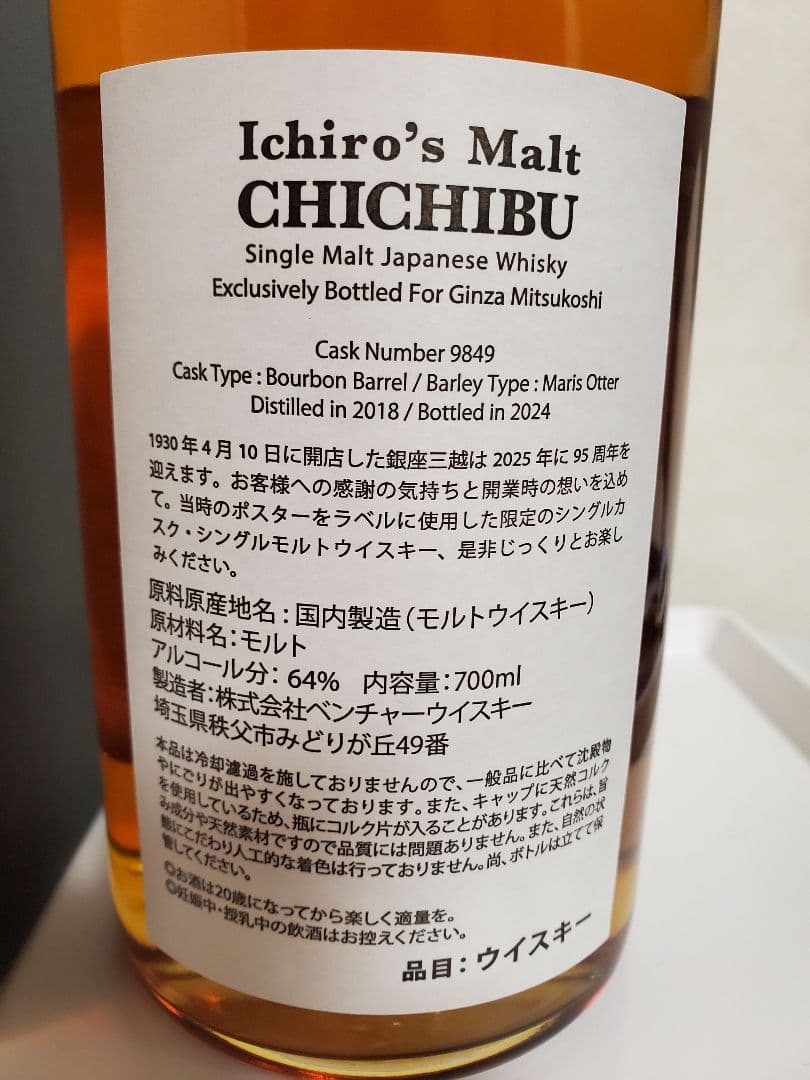 Ichiro's Malt
CHICHIBU
Single Malt Japanese Whisky
Exclusively Bottled For Ginza Mitsukoshi
Cask Number 9849
Cask Type : Bourbon Barrel / Barley Type : Maris Otter
Distilled in 2018 / Bottled in 2024
1930 年 4 月 10 日に開店した銀座三越は 2025 年に 95 周年を
迎えます。お客様への感謝の気持ちと開業時の想いを込め
て。当時のポスターをラベルに使用した限定のシングルカ
スク・シングルモルトウイスキー、是非じっくりとお楽し
みください。
原料原産地名：国内製造（モルトウイスキー）
原材料名：モルト
アルコール分：64%　内容量：700ml
製造者：株式会社ベンチャーウイスキー
埼玉県秩父市みどりが丘49番
本品は冷却濾過を施しておりませんので、一般品に比べて沈殿物
やにごりが出やすくなっております。また、キャップに天然コルク
を使用しているため、瓶にコルク片が入ることがあります。これらは、旨
み成分や天然素材ですので品質には問題ありません。また、自然の状
態にこだわり人工的な着色は行っておりません。尚、ボトルは立てて保
管してください。
◎お酒は20歳になってから楽しく適量を。
◎妊娠中・授乳中の飲酒はお控えください。
品目：ウイスキー